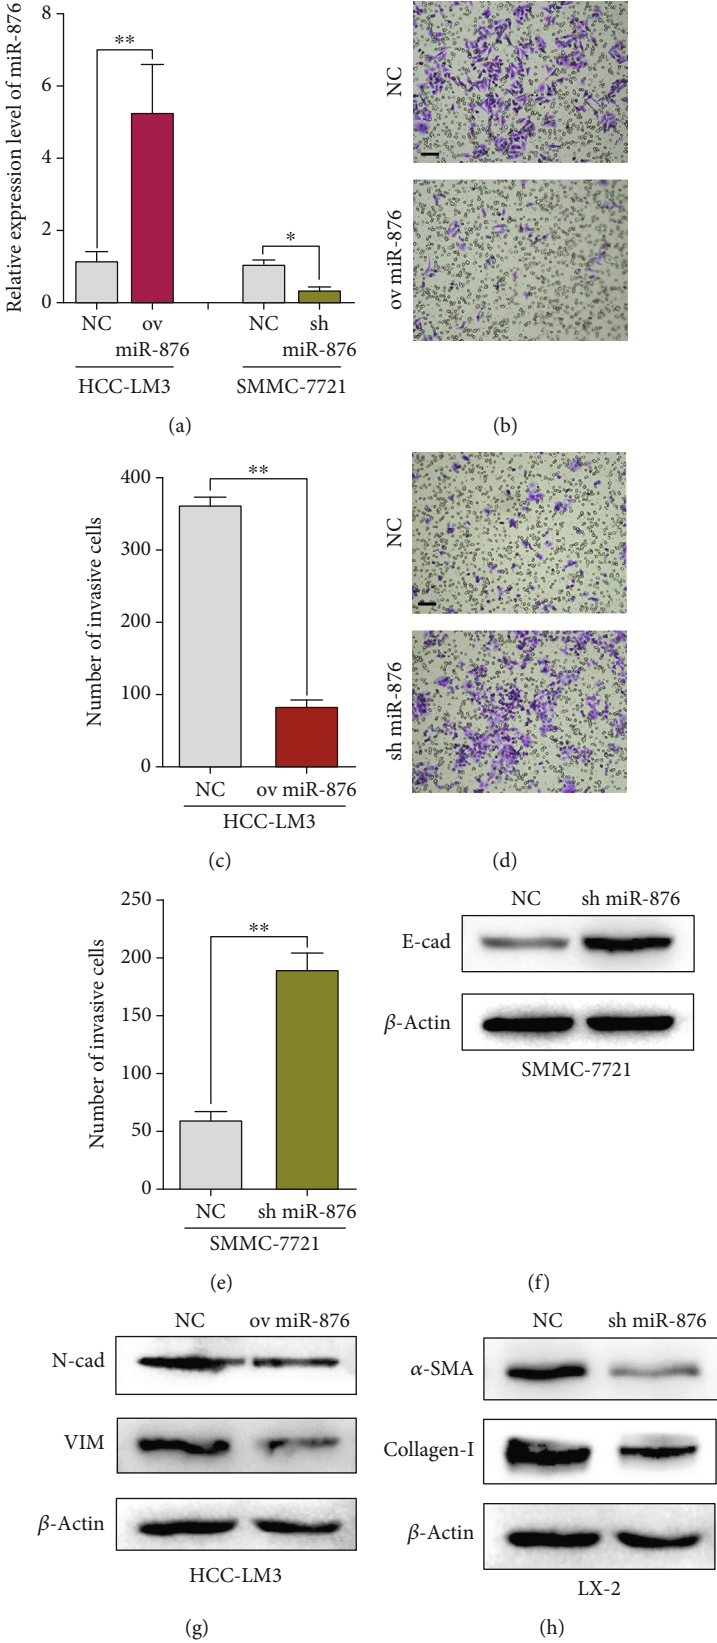 Relative expression level of miR-876
8
6
4
2
0
**
*
NC ov NC sh
miR-876 miR-876
HCC-LM3 SMMC-7721
(a)
NC
ov miR-876
(b)
Number of invasive cells
400
300
200
100
0
**
NC ov miR-876
HCC-LM3
(c)
NC
sh miR-876
(d)
Number of invasive cells
250
200
150
100
50
0
**
NC sh miR-876
SMMC-7721
(e)
NC sh miR-876
E-cad
β-Actin
SMMC-7721
(f)
NC ov miR-876
N-cad
VIM
β-Actin
HCC-LM3
(g)
NC sh miR-876
α-SMA
Collagen-I
β-Actin
LX-2
(h)